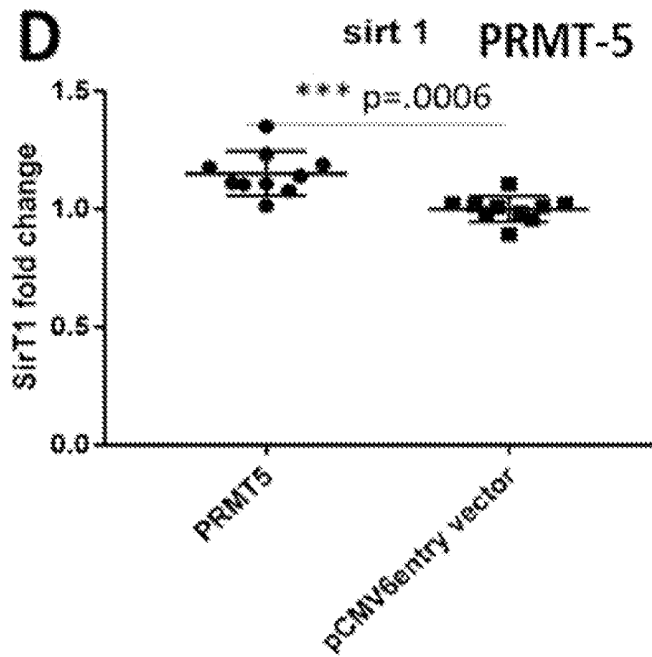 D
sirt 1 PRMT-5
*** p=.0006
SirT1 fold change
1.5
1.0
0.5
0.0
PRMT5
pCMV6entry vector